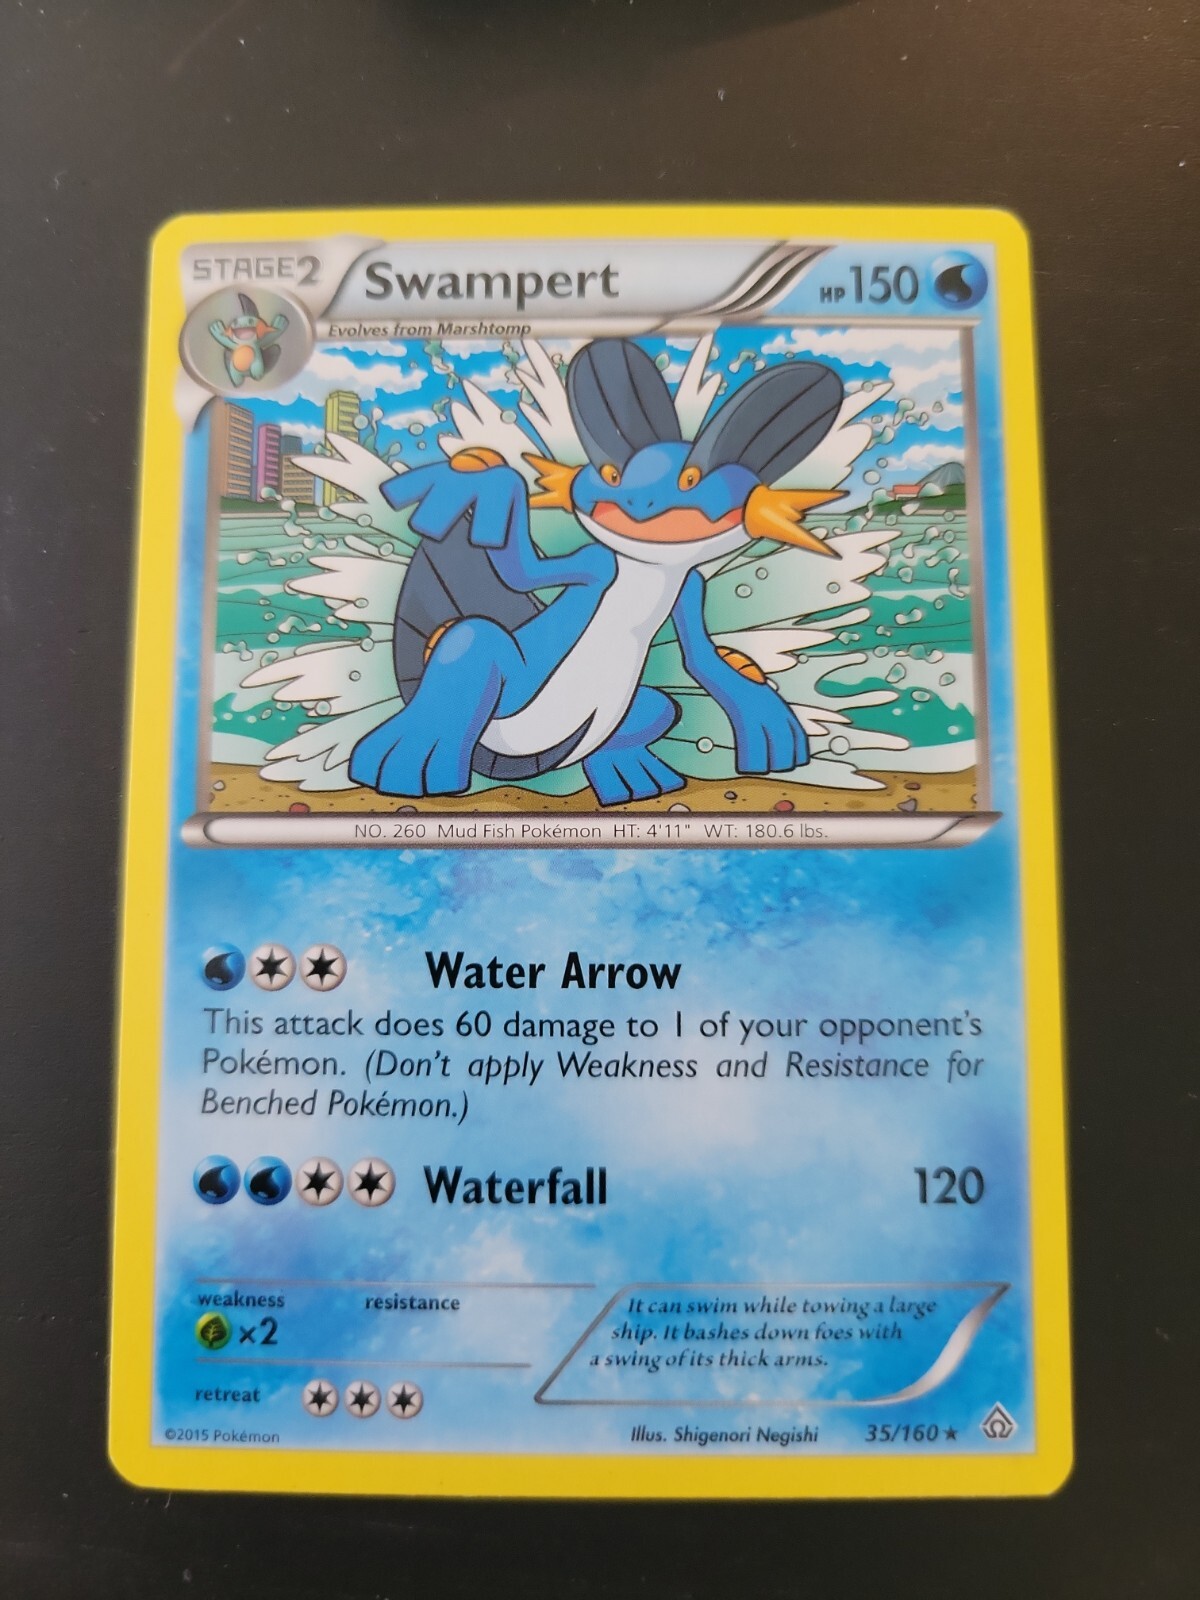 STAGE2 Swampert HP150
Evolves from Marshtomp
NO. 260 Mud Fish Pokémon HT: 4'11" WT: 180.6 lbs.
Water Arrow
This attack does 60 damage to 1 of your opponent's
Pokémon. (Don't apply Weakness and Resistance for
Benched Pokémon.)
Waterfall 120
weakness resistance
×2
retreat
It can swim while towing a large
ship. It bashes down foes with
a swing of its thick arms.
©2015 Pokémon Illus. Shigenori Negishi 35/160 ★